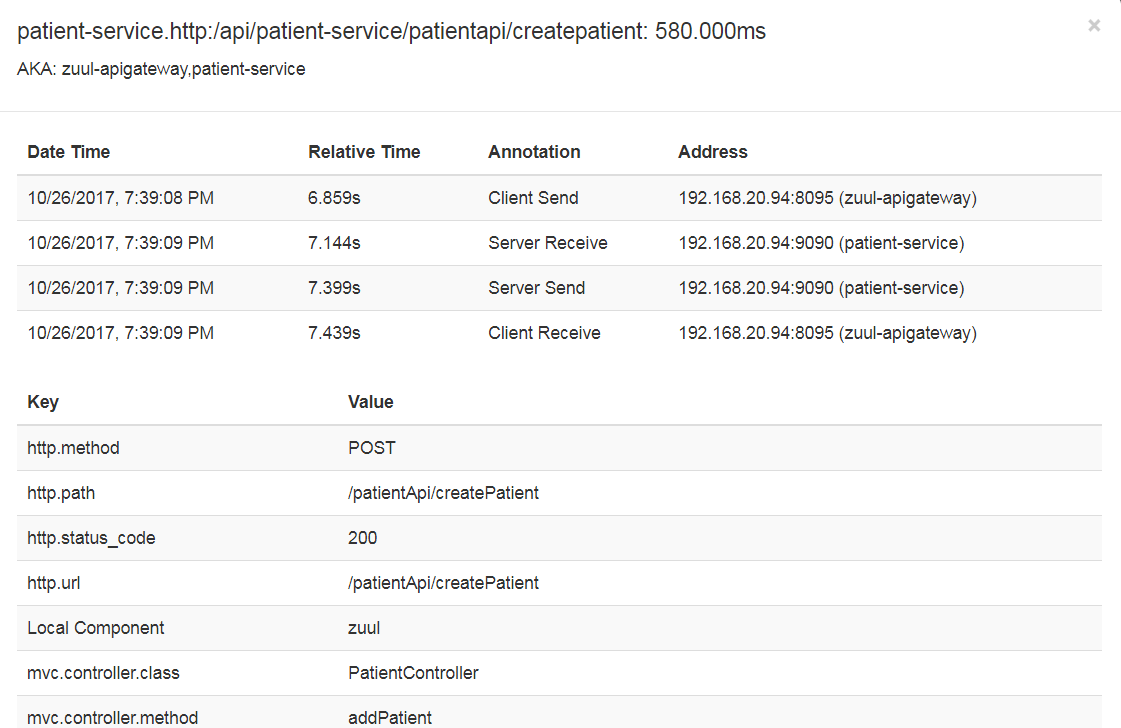 patient-service.http:/api/patient-service/patientapi/createpatient: 580.000ms ×
AKA: zuul-apigateway,patient-service
Date Time Relative Time Annotation Address
10/26/2017, 7:39:08 PM 6.859s Client Send 192.168.20.94:8095 (zuul-apigateway)
10/26/2017, 7:39:09 PM 7.144s Server Receive 192.168.20.94:9090 (patient-service)
10/26/2017, 7:39:09 PM 7.399s Server Send 192.168.20.94:9090 (patient-service)
10/26/2017, 7:39:09 PM 7.439s Client Receive 192.168.20.94:8095 (zuul-apigateway)
Key Value
http.method POST
http.path /patientApi/createPatient
http.status_code 200
http.url /patientApi/createPatient
Local Component zuul
mvc.controller.class PatientController
mvc.controller.method addPatient